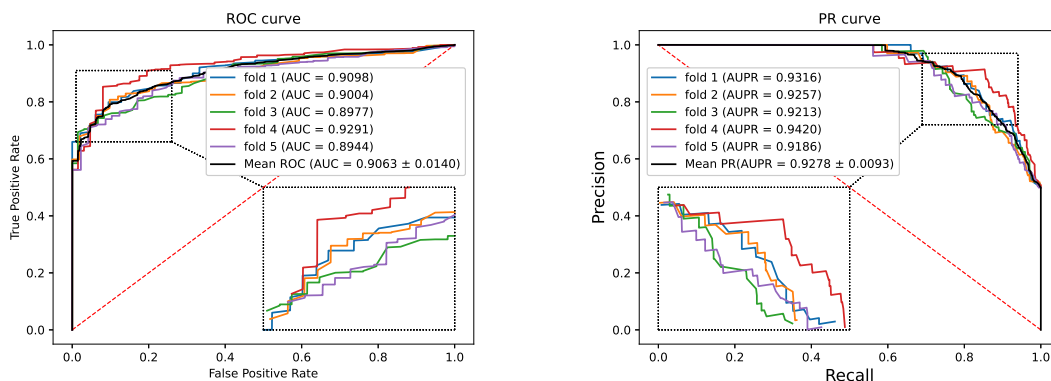 ROC curve
True Positive Rate
1.0
0.8
0.6
0.4
0.2
0.0
fold 1 (AUC = 0.9098)
fold 2 (AUC = 0.9004)
fold 3 (AUC = 0.8977)
fold 4 (AUC = 0.9291)
fold 5 (AUC = 0.8944)
Mean ROC (AUC = 0.9063 ± 0.0140)
0.0 0.2 0.4 0.6 0.8 1.0
False Positive Rate
PR curve
Precision
1.0
0.8
0.6
0.4
0.2
0.0
fold 1 (AUPR = 0.9316)
fold 2 (AUPR = 0.9257)
fold 3 (AUPR = 0.9213)
fold 4 (AUPR = 0.9420)
fold 5 (AUPR = 0.9186)
Mean PR(AUPR = 0.9278 ± 0.0093)
0.0 0.2 0.4 0.6 0.8 1.0
Recall